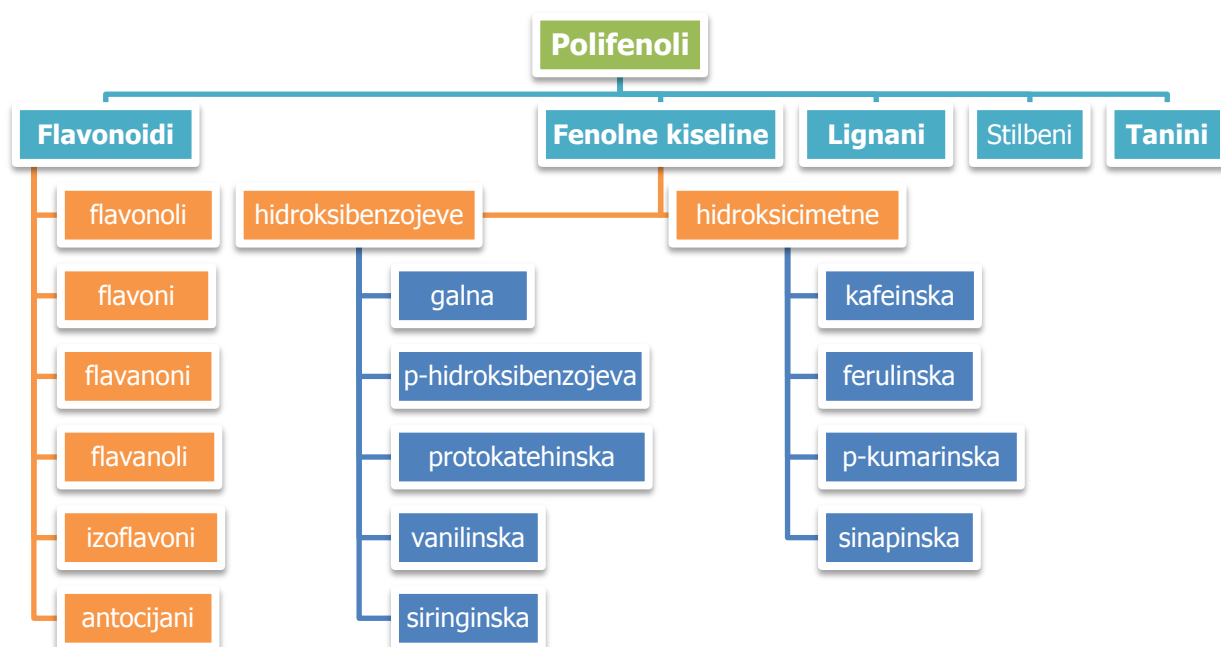 Polifenoli
Flavonoidi
Fenolne kiseline
Lignani
Stilbeni
Tanini
flavonoli
hidroksibenzojeve
hidroksicimetne
flavoni
galna
kafeinska
flavanoni
p-hidroksibenzojeva
ferulinska
flavanoli
protokatehinska
p-kumarinska
izoflavoni
vanilinska
sinapinska
antocijani
siringinska